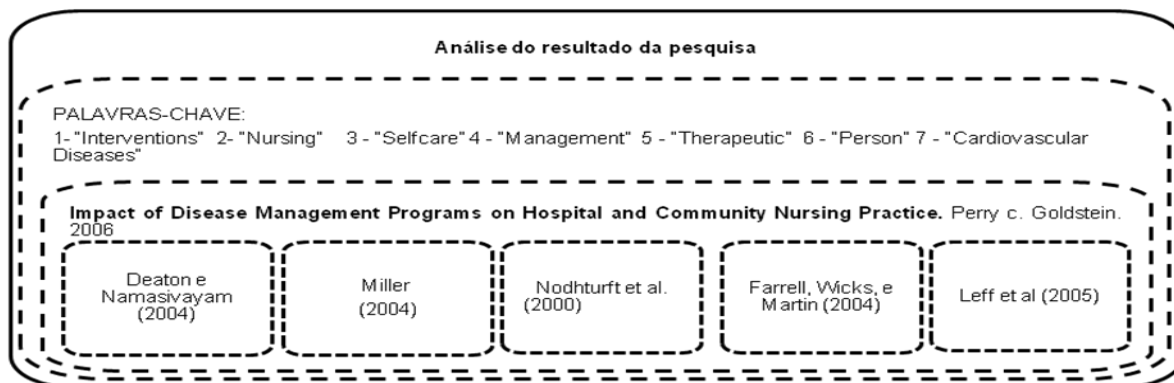 Análise do resultado da pesquisa
PALAVRAS-CHAVE:
1- "Interventions" 2- "Nursing" 3 - "Selfcare" 4 - "Management" 5 - "Therapeutic" 6 - "Person" 7 - "Cardiovascular
Diseases"
Impact of Disease Management Programs on Hospital and Community Nursing Practice. Perry c. Goldstein.
2006
Deaton e
Namasivayam
(2004)
Miller
(2004)
Nodhturft et al.
(2000)
Farrell, Wicks, e
Martin (2004)
Leff et al (2005)